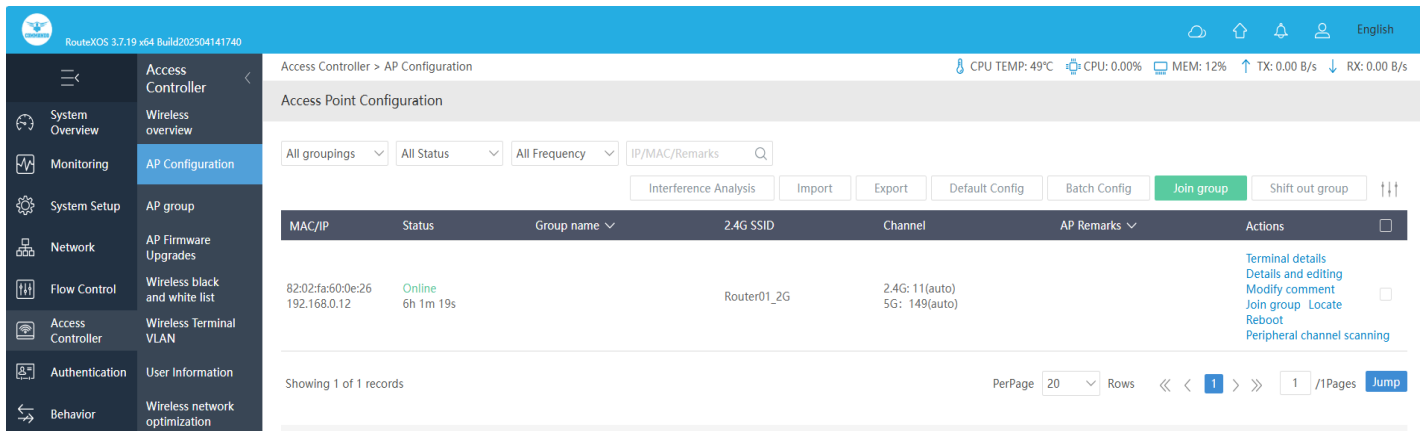 RouteXOS 3.7.19 x64 Build202504141740
English
Access Controller
System Overview
Monitoring
System Setup
Network
Flow Control
Access Controller
Authentication
Behavior
Wireless overview
AP Configuration
AP group
AP Firmware Upgrades
Wireless black and white list
Wireless Terminal VLAN
User Information
Wireless network optimization
Access Controller > AP Configuration
CPU TEMP: 49℃ CPU: 0.00% MEM: 12% TX: 0.00 B/s RX: 0.00 B/s
Access Point Configuration
All groupings All Status All Frequency IP/MAC/Remarks
Interference Analysis Import Export Default Config Batch Config Join group Shift out group
MAC/IP Status Group name 2.4G SSID Channel AP Remarks Actions
82:02:fa:60:0e:26
192.168.0.12
Online
6h 1m 19s
Router01_2G
2.4G: 11(auto)
5G: 149(auto)
Terminal details
Details and editing
Modify comment
Join group Locate
Reboot
Peripheral channel scanning
Showing 1 of 1 records
PerPage 20 Rows 1 1 /1Pages Jump